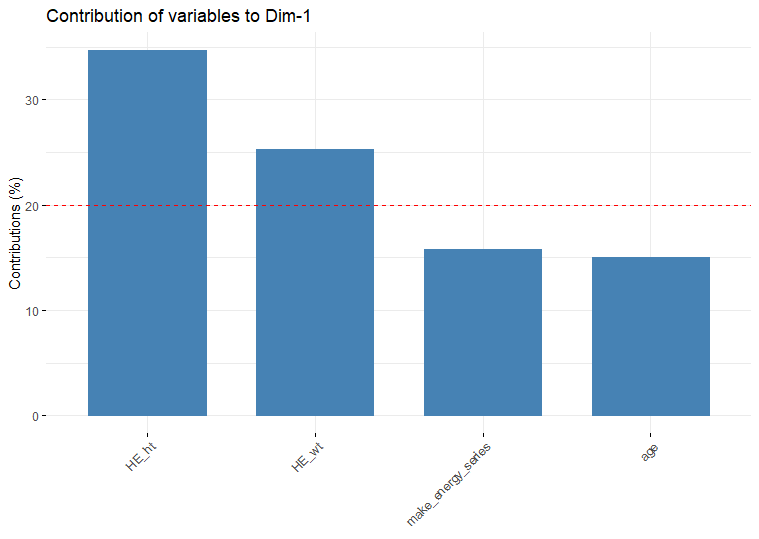 Contribution of variables to Dim-1
Contributions (%)
30
20
10
0
HE_ht
HE_wt
make_energy_series
age